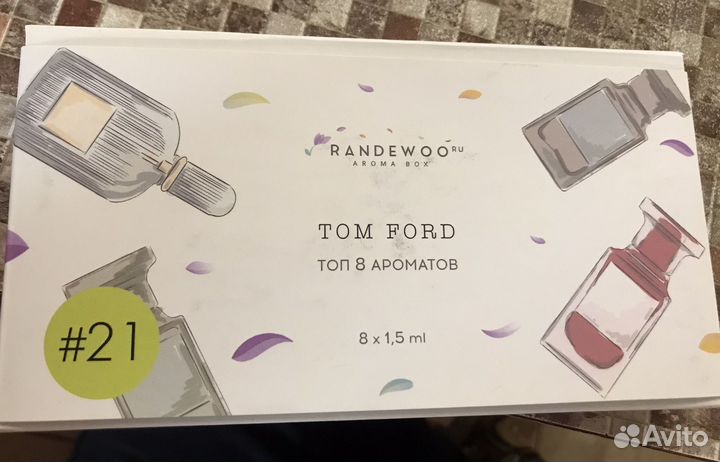 RANDEWOO RU
AROMA BOX
TOM FORD
ТОП 8 АРОМАТОВ
8 x 1,5 ml
#21
Avito